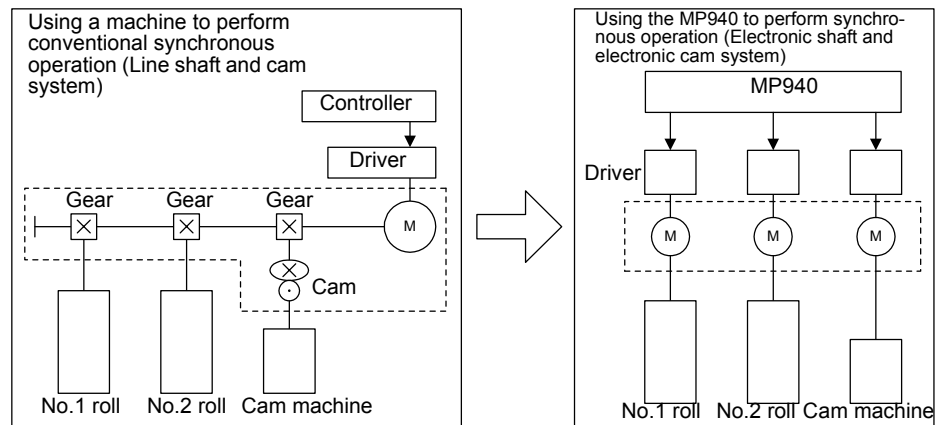 Using a machine to perform
conventional synchronous
operation (Line shaft and cam
system)
Controller
Driver
Gear Gear Gear
M
Cam
No.1 roll No.2 roll Cam machine
Using the MP940 to perform synchro-
nous operation (Electronic shaft and
electronic cam system)
MP940
Driver
M M M
No.1 roll No.2 roll Cam machine